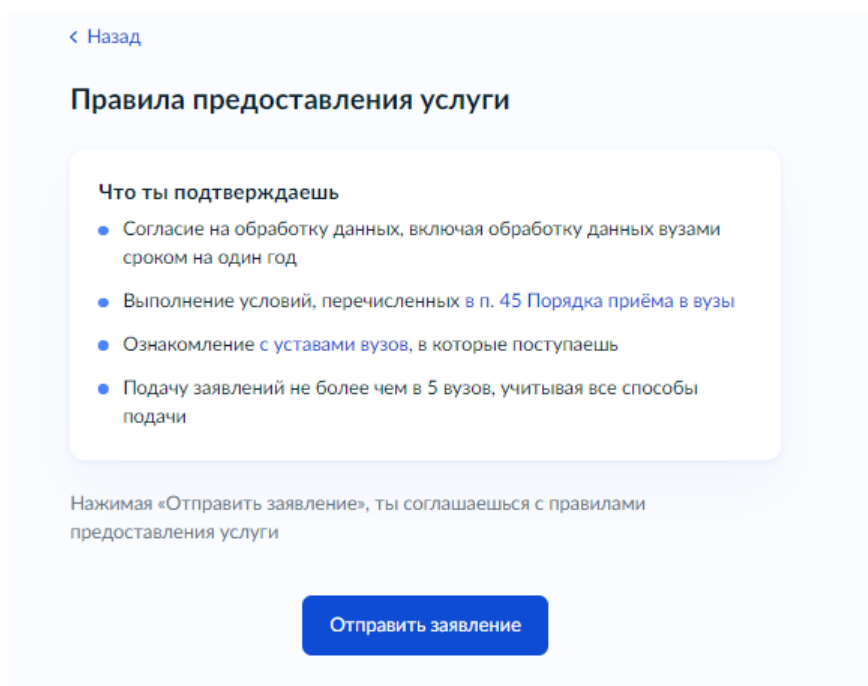 Назад
Правила предоставления услуги
Что ты подтверждаешь
Согласие на обработку данных, включая обработку данных вузами
сроком на один год
Выполнение условий, перечисленных в п. 45 Порядка приёма в вузы
Ознакомление с уставами вузов, в которые поступаешь
Подачу заявлений не более чем в 5 вузов, учитывая все способы
подачи
Нажимая «Отправить заявление», ты соглашаешься с правилами
предоставления услуги
Отправить заявление